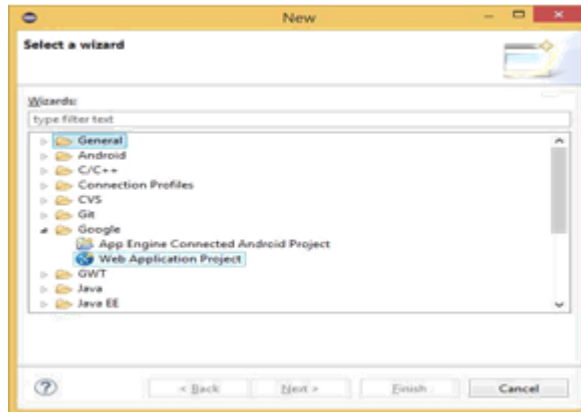 New
Select a wizard
Wizards:
type filter text
General
Android
C/C++
Connection Profiles
CVS
Git
Google
App Engine Connected Android Project
Web Application Project
GWT
Java
Java EE
?
< Back Next > Finish Cancel